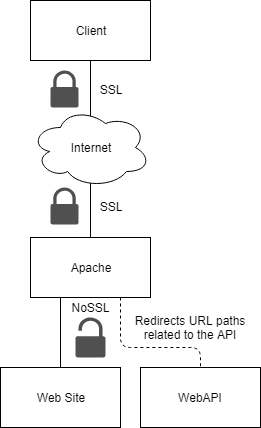 Client
SSL
Internet
SSL
Apache
NoSSL
Redirects URL paths
related to the API
Web Site
WebAPI